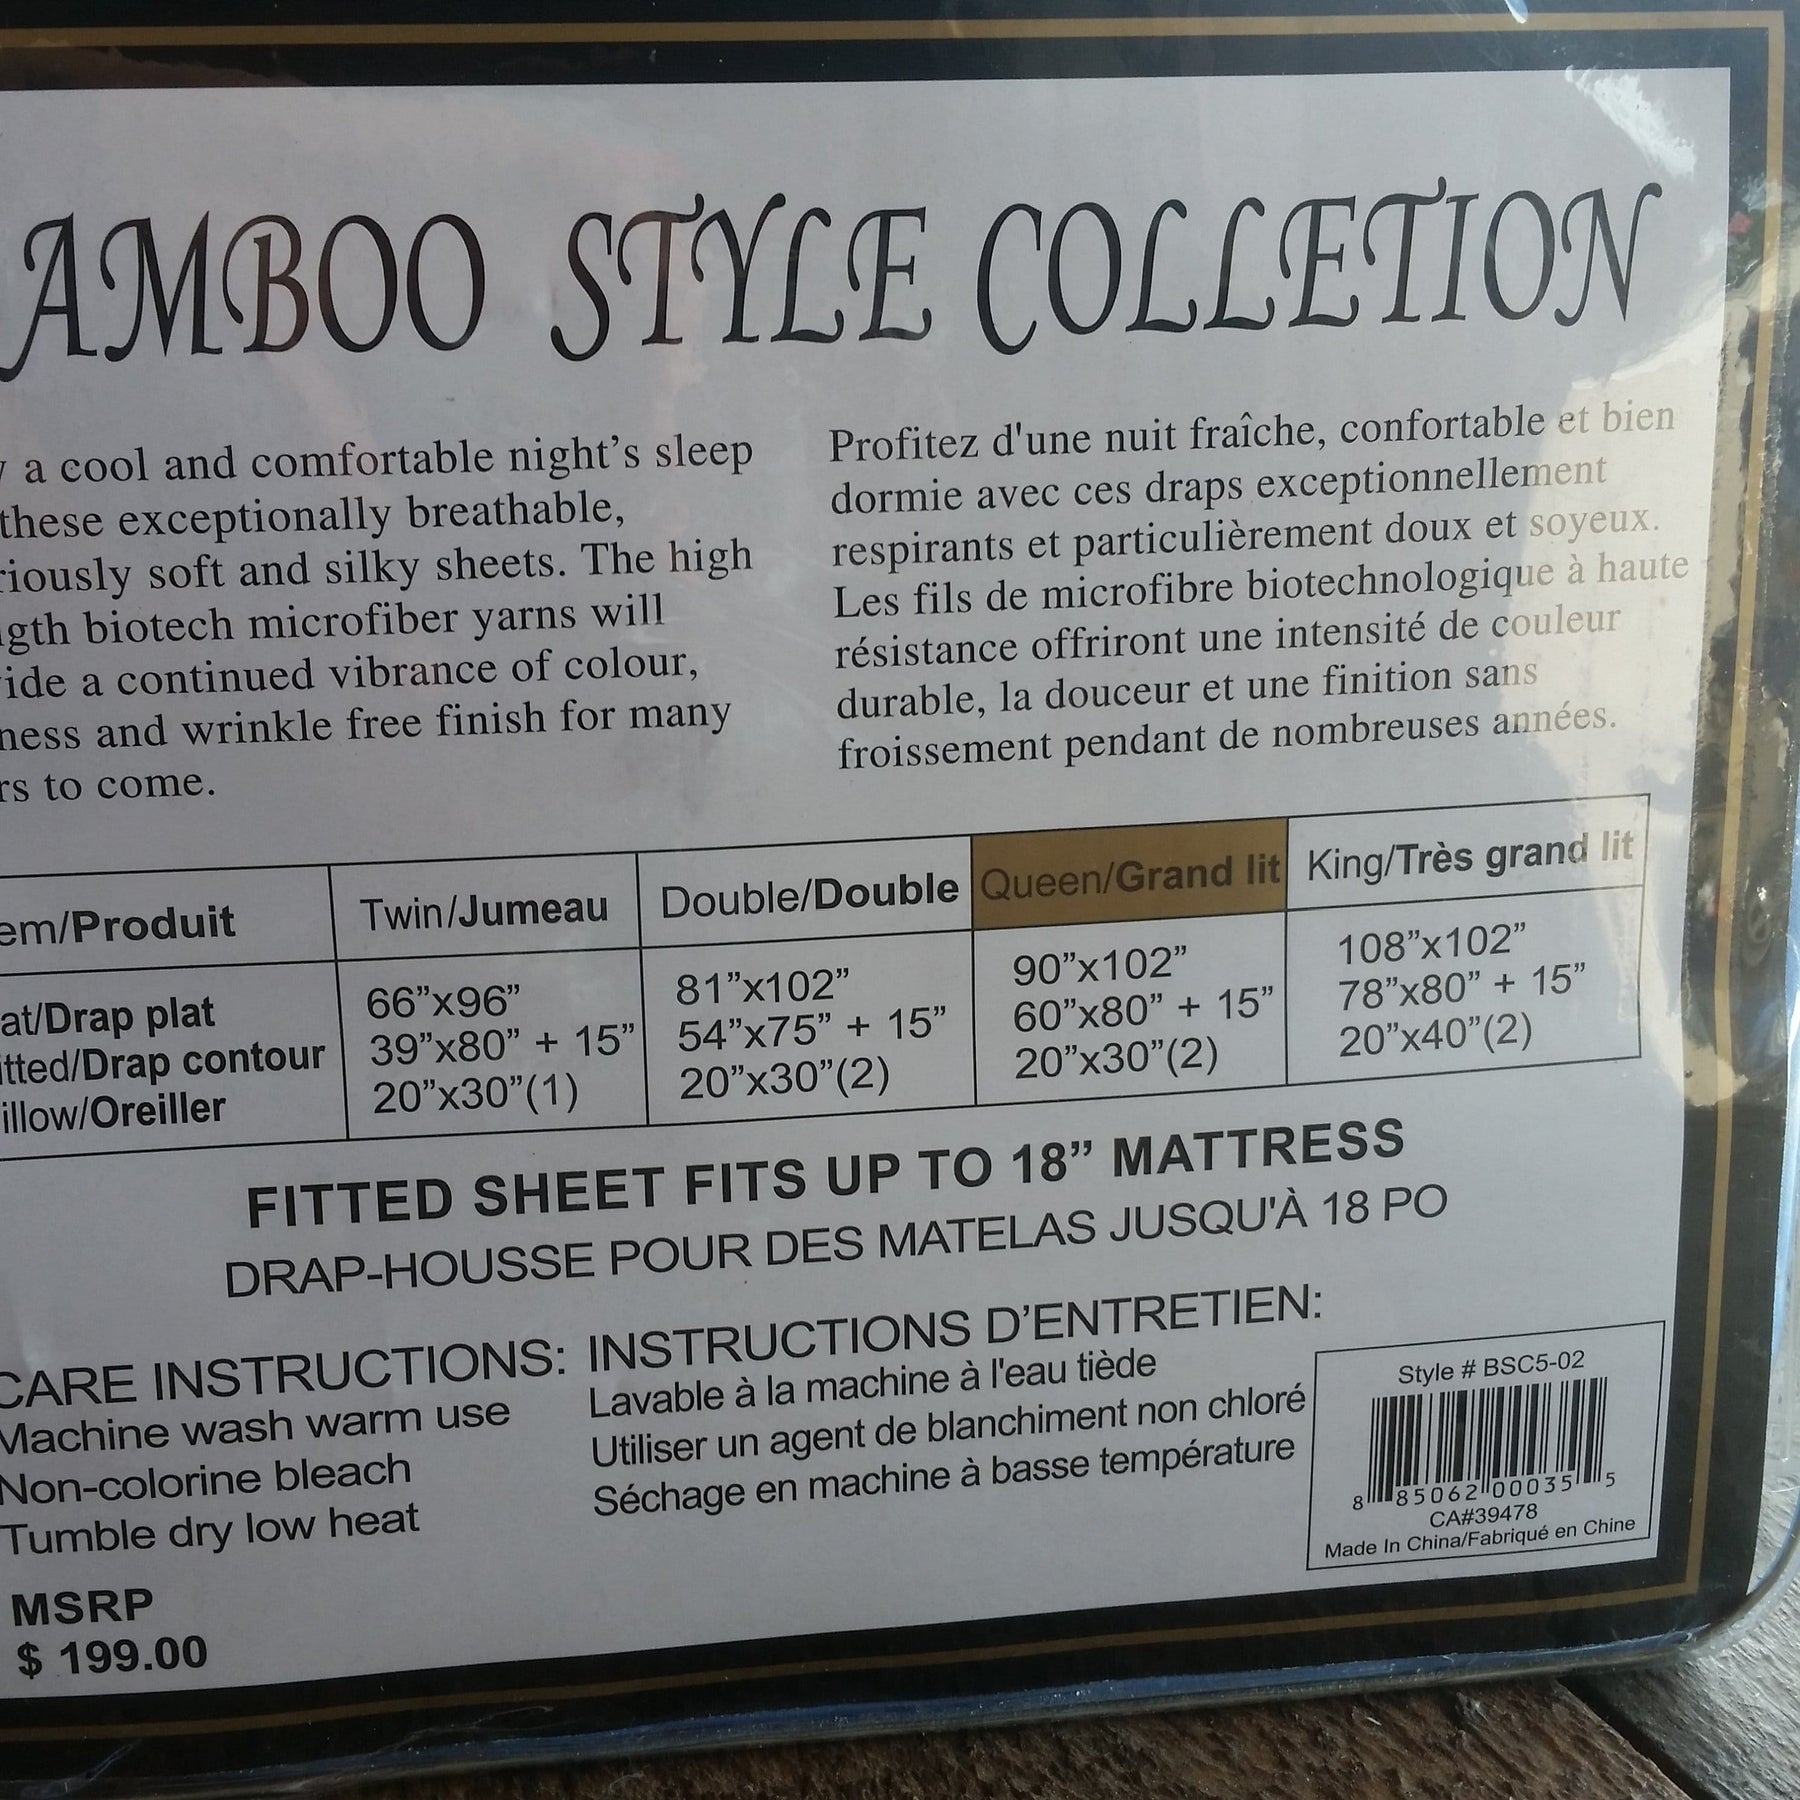 AMBOO STYLE COLLETION
a cool and comfortable night's sleep
these exceptionally breathable,
riously soft and silky sheets. The high
gth biotech microfiber yarns will
ide a continued vibrance of colour,
ness and wrinkle free finish for many
rs to come.
Profitez d'une nuit fraîche, confortable et bien
dormie avec ces draps exceptionnellement
respirants et particulièrement doux et soyeux.
Les fils de microfibre biotechnologique à haute
résistance offriront une intensité de couleur
durable, la douceur et une finition sans
froissement pendant de nombreuses années.
em/Produit Twin/Jumeau Double/Double Queen/Grand lit King/Très grand lit
at/Drap plat 66”x96” 81”x102” 90”x102” 108”x102”
itted/Drap contour 39”x80” + 15” 54”x75” + 15” 60”x80” + 15” 78”x80” + 15”
illow/Oreiller 20”x30”(1) 20”x30”(2) 20”x30”(2) 20”x40”(2)
FITTED SHEET FITS UP TO 18” MATTRESS
DRAP-HOUSSE POUR DES MATELAS JUSQU'À 18 PO
CARE INSTRUCTIONS:
Machine wash warm use
Non-colorine bleach
Tumble dry low heat
INSTRUCTIONS D’ENTRETIEN:
Lavable à la machine à l'eau tiède
Utiliser un agent de blanchiment non chloré
Séchage en machine à basse température
MSRP
$ 199.00
Style # BSC5-02
8 85062 00035 5
CA#39478
Made In China/Fabriqué en Chine